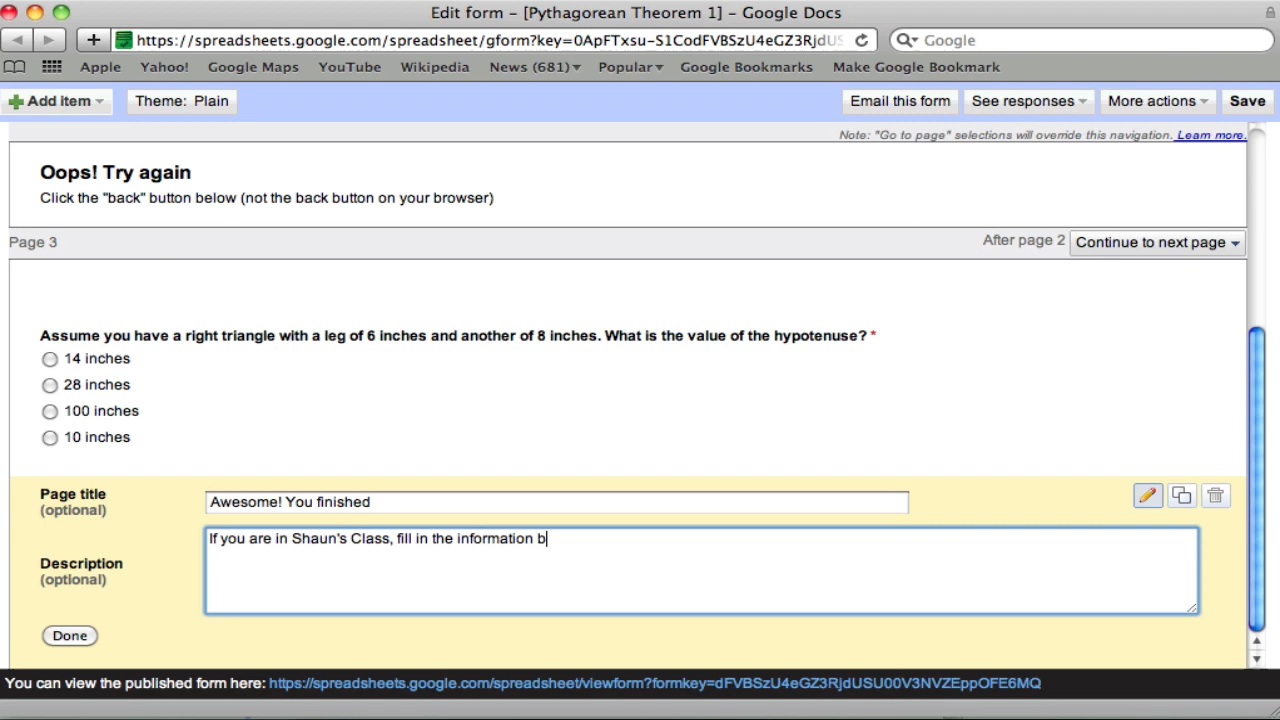 Edit form – [Pythagorean Theorem 1] – Google Docs
https://spreadsheets.google.com/spreadsheet/gform?key=0ApFTxsu-S1CodFVBSzU4eGZ3RjdUS
Google
Apple Yahoo! Google Maps YouTube Wikipedia News (681) Popular Google Bookmarks Make Google Bookmark
Add item Theme: Plain Email this form See responses More actions Save
Note: "Go to page" selections will override this navigation. Learn more.
Oops! Try again
Click the "back" button below (not the back button on your browser)
Page 3 After page 2 Continue to next page
Assume you have a right triangle with a leg of 6 inches and another of 8 inches. What is the value of the hypotenuse? *
14 inches
28 inches
100 inches
10 inches
Page title
(optional)
Awesome! You finished
If you are in Shaun's Class, fill in the information b
Description
(optional)
Done
You can view the published form here: https://spreadsheets.google.com/spreadsheet/viewform?formkey=dFVBSzU4eGZ3RjdUSU00V3NVZEppOFE6MQ